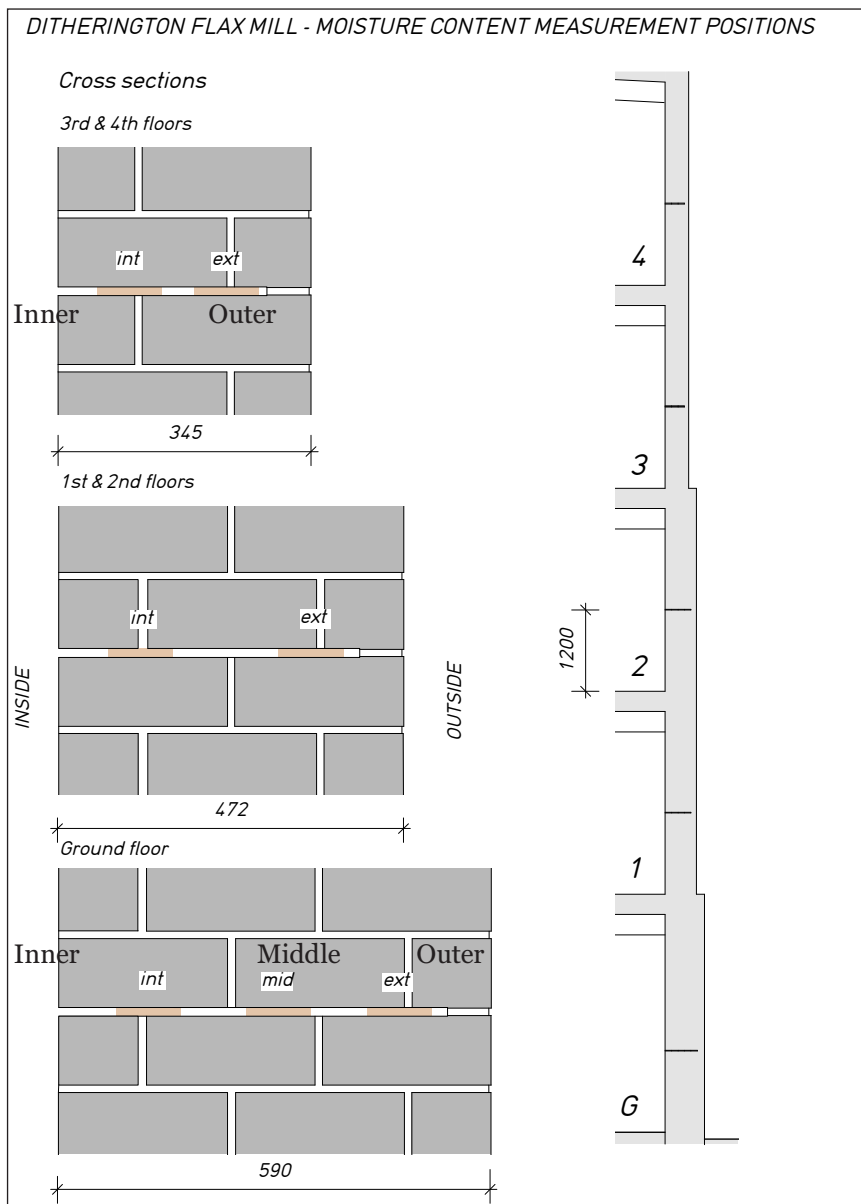 DITHERINGTON FLAX MILL - MOISTURE CONTENT MEASUREMENT POSITIONS
Cross sections
3rd & 4th floors
int ext
Inner Outer
345
1st & 2nd floors
int ext
INSIDE
OUTSIDE
472
Ground floor
Inner Middle Outer
int mid ext
590
4
3
1200
2
1
G